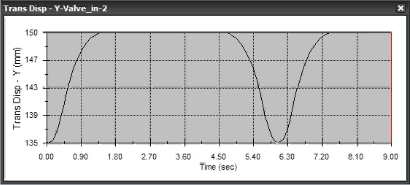 Trans Disp - Y-Valve_in-2
Trans Disp - Y (mm)
150
147
143
139
135
0.00 0.90 1.80 2.70 3.60 4.50 5.40 6.30 7.20 8.10 9.00
Time (sec)